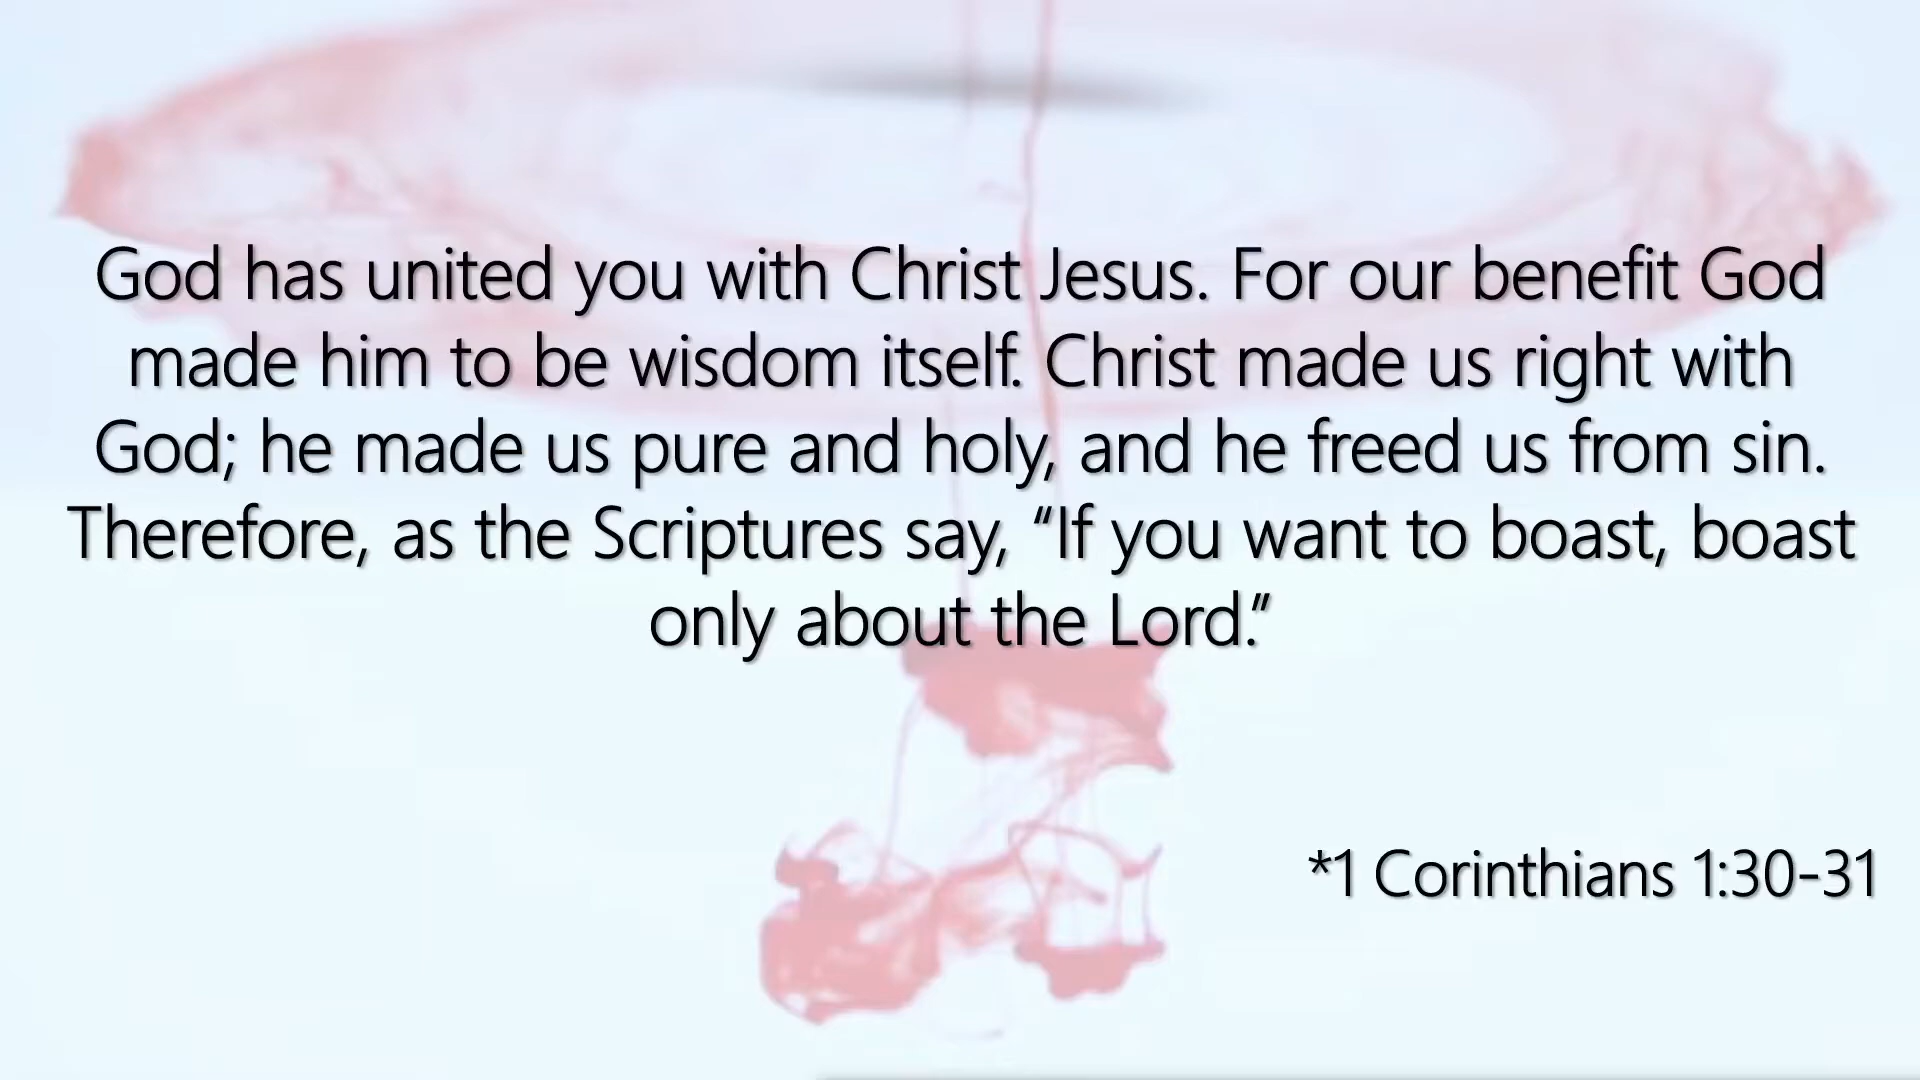 God has united you with Christ Jesus. For our benefit God
made him to be wisdom itself. Christ made us right with
God; he made us pure and holy, and he freed us from sin.
Therefore, as the Scriptures say, “If you want to boast, boast
only about the Lord.”
*1 Corinthians 1:30-31